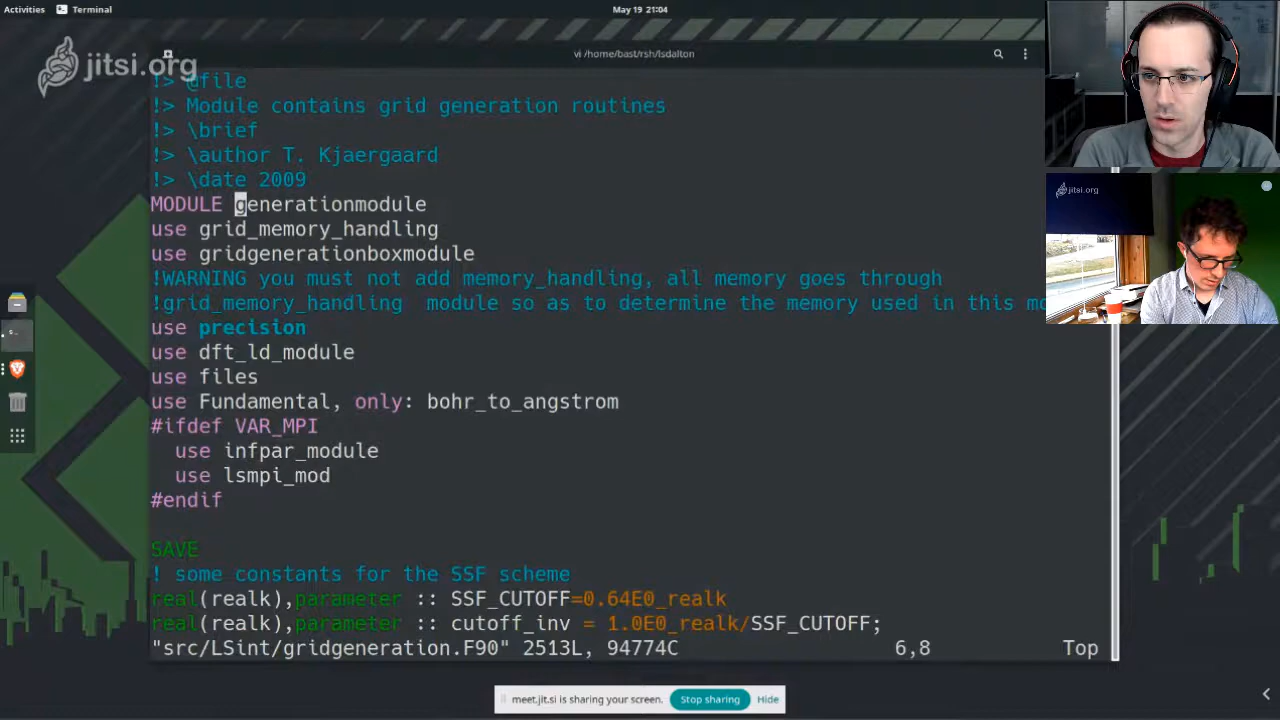 Activities
Terminal
May 19 21:04
jitsi.org
vi /home/bast/rsh/lsdalton
!> @file
!> Module contains grid generation routines
!> \brief
!> \author T. Kjaergaard
!> \date 2009
MODULE generationmodule
use grid_memory_handling
use gridgenerationboxmodule
!WARNING you must not add memory_handling, all memory goes through
!grid_memory_handling  module so as to determine the memory used in this mo
use precision
use dft_ld_module
use files
use Fundamental, only: bohr_to_angstrom
#ifdef VAR_MPI
  use infpar_module
  use lsmpi_mod
#endif
SAVE
! some constants for the SSF scheme
real(realk),parameter :: SSF_CUTOFF=0.64E0_realk
real(realk),parameter :: cutoff_inv = 1.0E0_realk/SSF_CUTOFF;
"src/LSint/gridgeneration.F90" 2513L, 94774C
6,8
Top
jitsi.org
meet.jit.si is sharing your screen.
Stop sharing
Hide